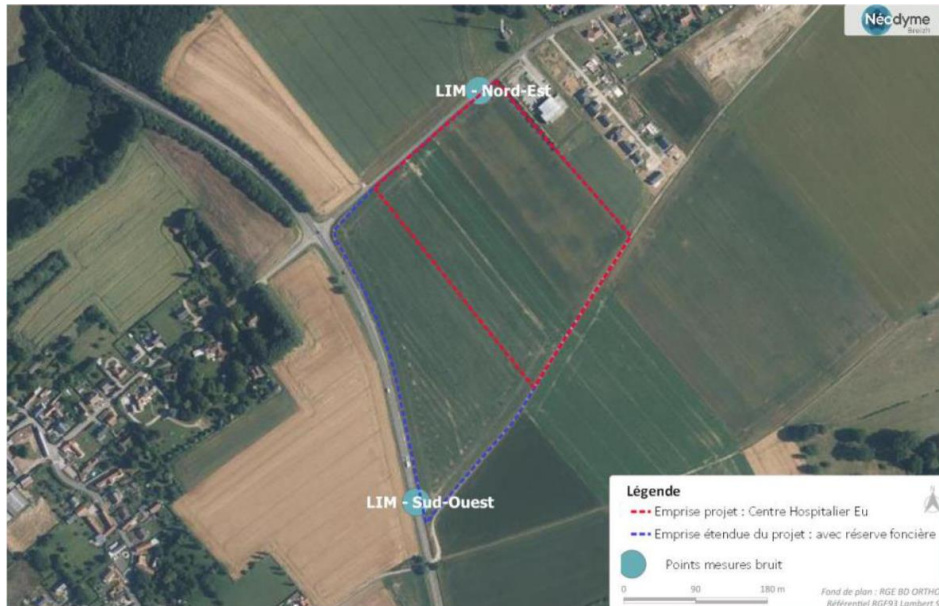 Néodyme
Breizh
LIM - Nord-Est
LIM - Sud-Ouest
Légende
Emprise projet : Centre Hospitalier Eu
Emprise étendue du projet : avec réserve foncière
Points mesures bruit
N
0 90 180 m
Fond de plan : RGE BD ORTHO
Référentiel RGF93 Lambert